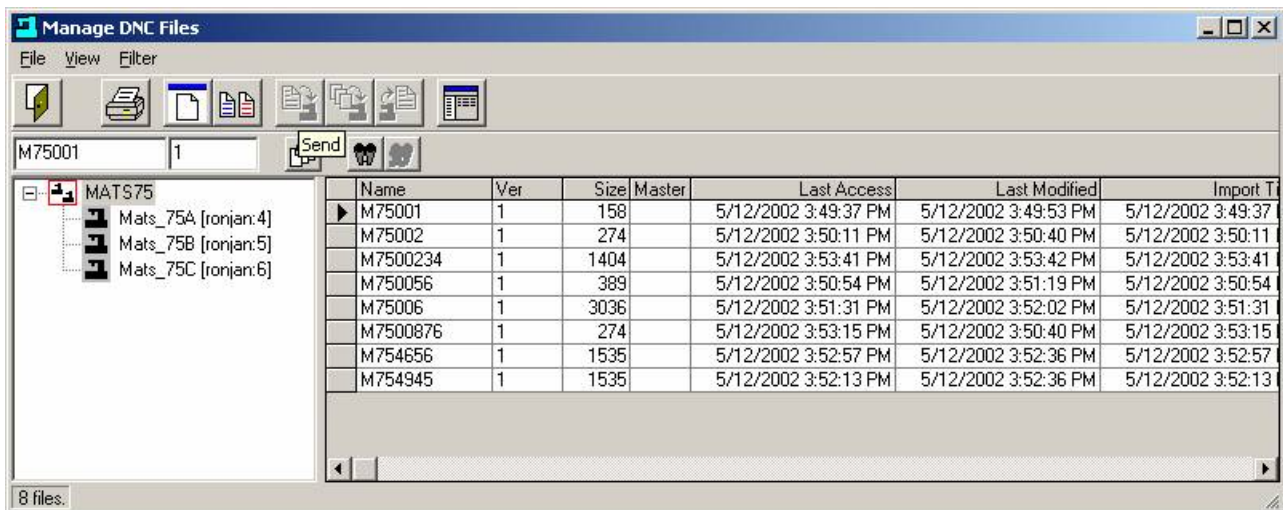 Manage DNC Files
File View Filter
Send
M75001 1
MATS75
Mats_75A [ronjan:4]
Mats_75B [ronjan:5]
Mats_75C [ronjan:6]
Name Ver Size Master Last Access Last Modified Import Ti
M75001 1 158 5/12/2002 3:49:37 PM 5/12/2002 3:49:53 PM 5/12/2002 3:49:37
M75002 1 274 5/12/2002 3:50:11 PM 5/12/2002 3:50:40 PM 5/12/2002 3:50:11
M7500234 1 1404 5/12/2002 3:53:41 PM 5/12/2002 3:53:42 PM 5/12/2002 3:53:41
M750056 1 389 5/12/2002 3:50:54 PM 5/12/2002 3:51:19 PM 5/12/2002 3:50:54
M75006 1 3036 5/12/2002 3:51:31 PM 5/12/2002 3:52:02 PM 5/12/2002 3:51:31
M7500876 1 274 5/12/2002 3:53:15 PM 5/12/2002 3:50:40 PM 5/12/2002 3:53:15
M754656 1 1535 5/12/2002 3:52:57 PM 5/12/2002 3:52:36 PM 5/12/2002 3:52:57
M754945 1 1535 5/12/2002 3:52:13 PM 5/12/2002 3:52:36 PM 5/12/2002 3:52:13
8 files.